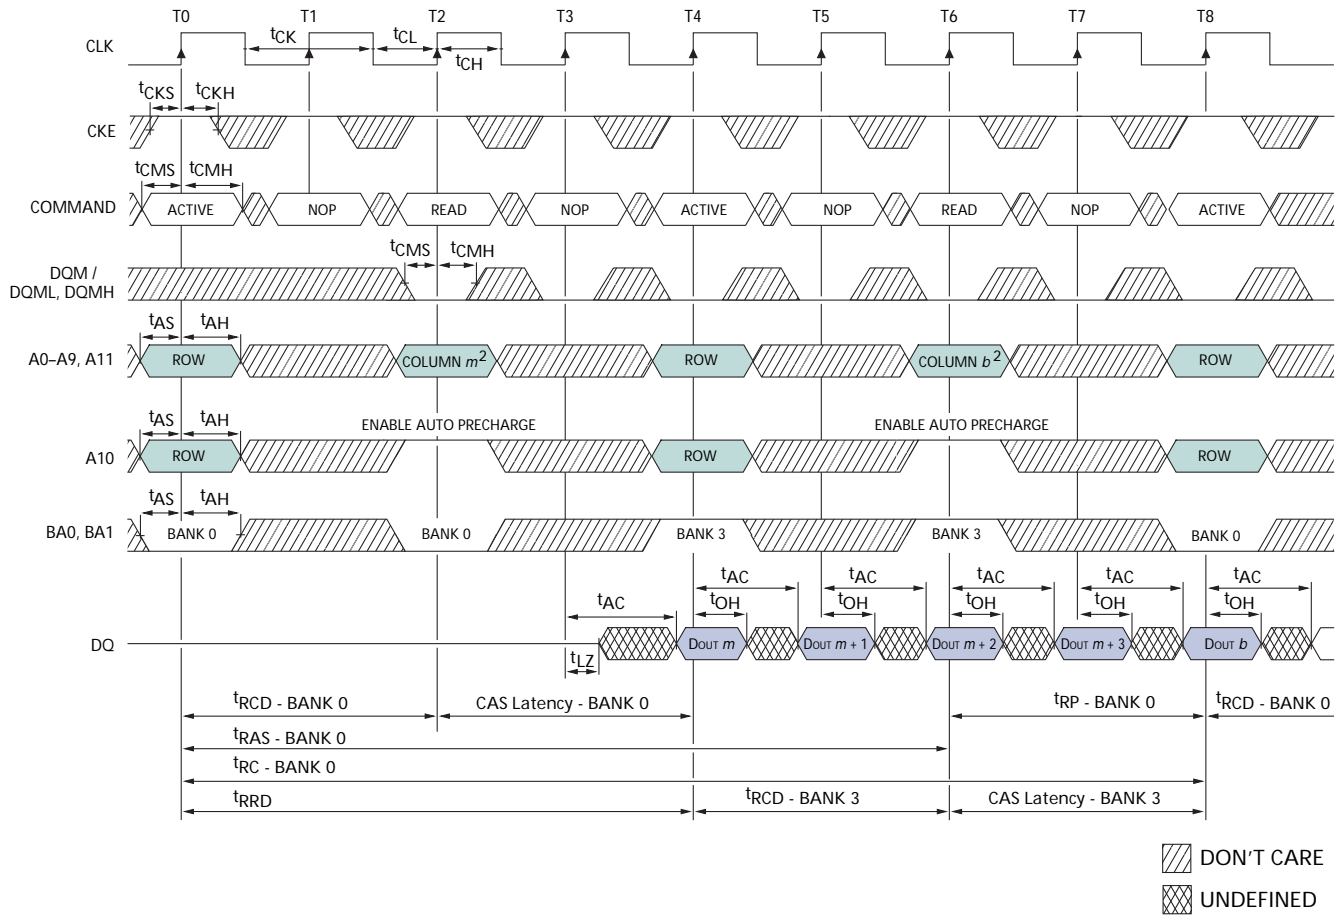 T0 T1 T2 T3 T4 T5 T6 T7 T8
CLK tCK tCL
tCH
tCKS tCKH
CKE
tCMS tCMH
COMMAND ACTIVE NOP READ NOP ACTIVE NOP READ NOP ACTIVE
tCMS tCMH
DQM /
DQML, DQMH
tAS tAH
A0–A9, A11 ROW COLUMN m2 ROW COLUMN b2 ROW
tAS tAH ENABLE AUTO PRECHARGE ENABLE AUTO PRECHARGE
A10 ROW ROW ROW
tAS tAH
BA0, BA1 BANK 0 BANK 0 BANK 3 BANK 3 BANK 0
tAC tAC tAC tAC tAC
tAC tOH tOH tOH tOH tOH
DQ DOUT m DOUT m + 1 DOUT m + 2 DOUT m + 3 DOUT b
tLZ
tRCD - BANK 0 CAS Latency - BANK 0 tRP - BANK 0 tRCD - BANK 0
tRAS - BANK 0
tRC - BANK 0
tRRD tRCD - BANK 3 CAS Latency - BANK 3
DON'T CARE
UNDEFINED